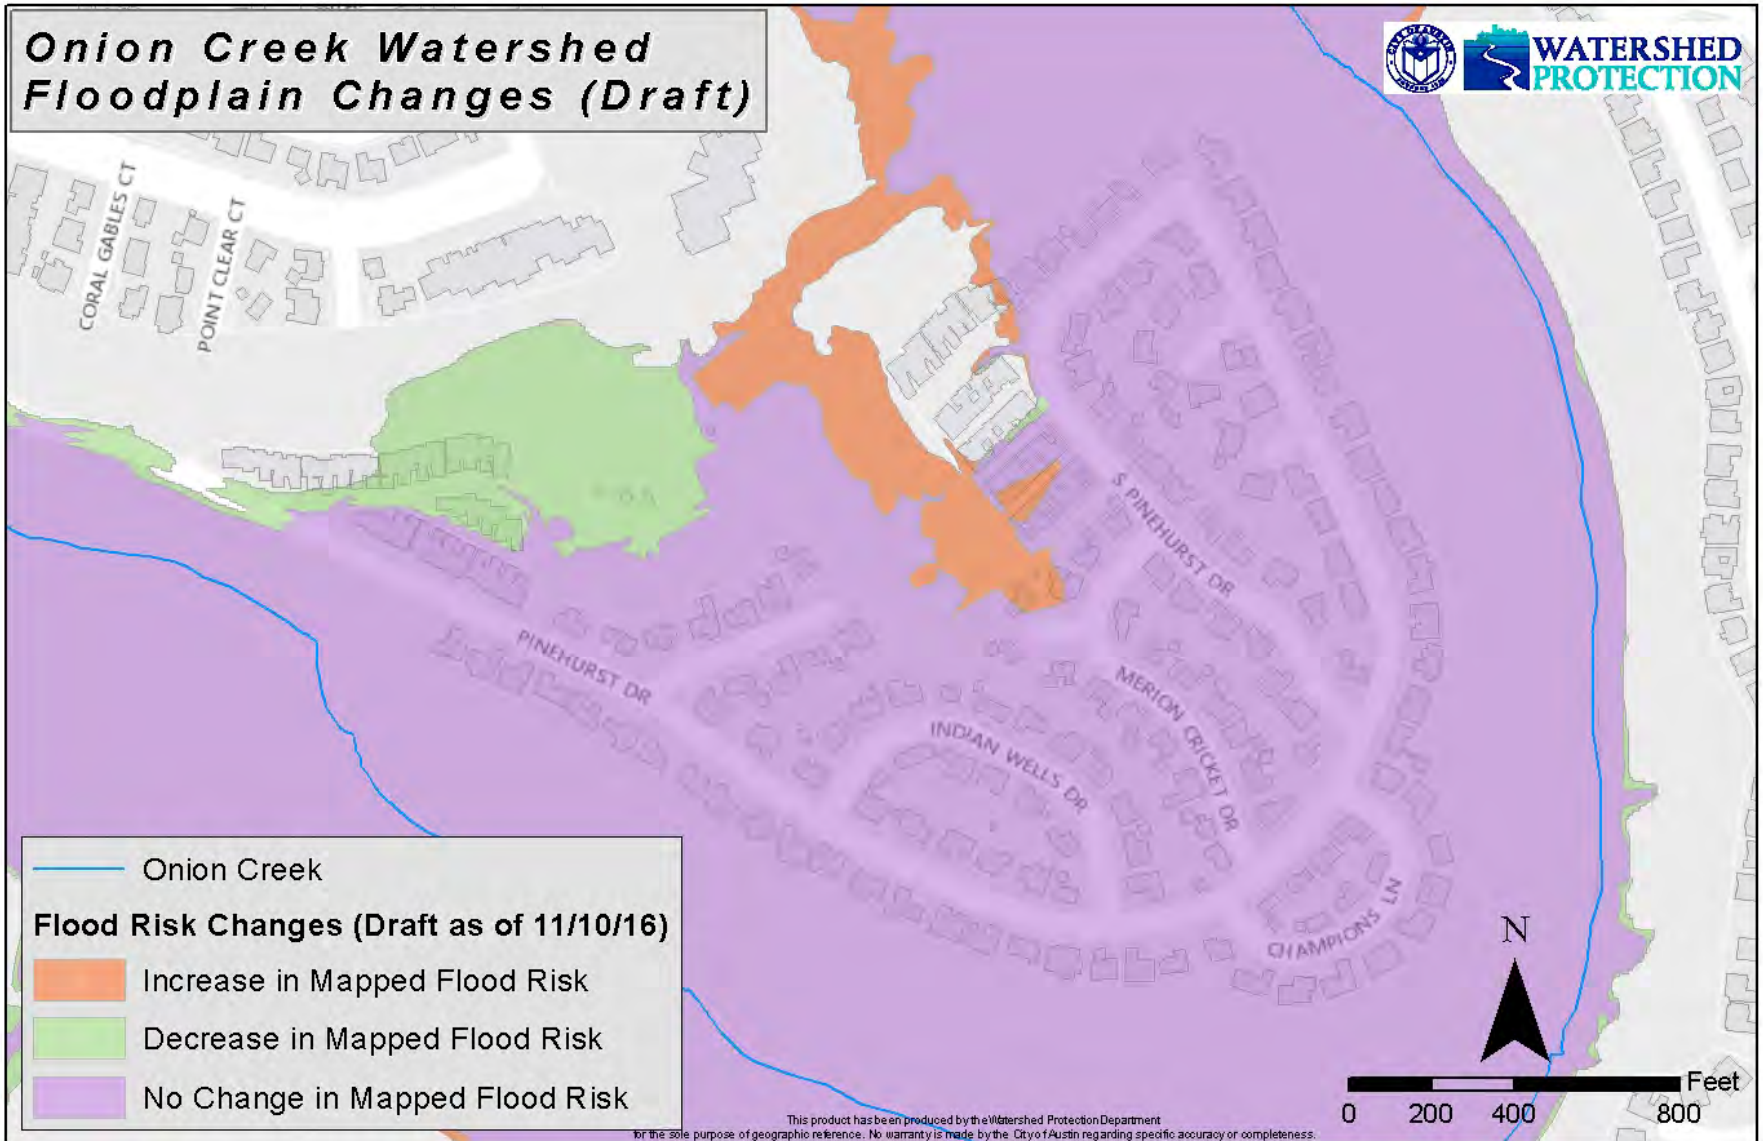 Onion Creek Watershed
Floodplain Changes (Draft)
WATERSHED
PROTECTION
CORAL GABLES CT
POINT CLEAR CT
S PINEHURST DR
PINEHURST DR
MERION CRICKET DR
INDIAN WELLS DR
CHAMPIONS LN
Onion Creek
Flood Risk Changes (Draft as of 11/10/16)
Increase in Mapped Flood Risk
Decrease in Mapped Flood Risk
No Change in Mapped Flood Risk
N
Feet
0 200 400 800
This product has been produced by the Watershed Protection Department
for the sole purpose of geographic reference. No warranty is made by the City of Austin regarding specific accuracy or completeness.